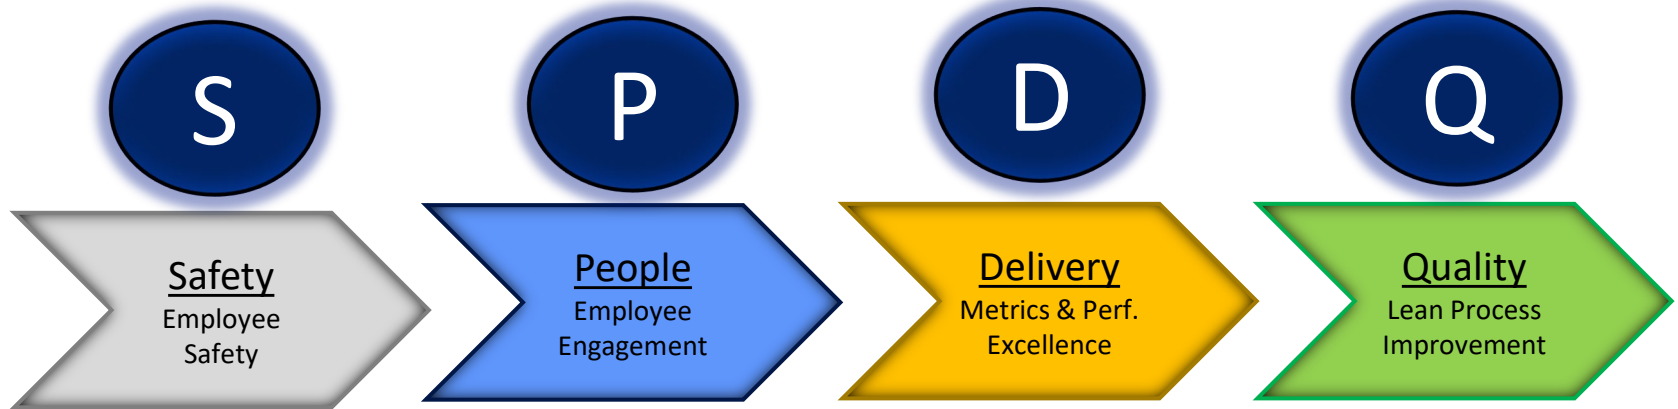 S
P
D
Q
Safety
Employee
Safety
People
Employee
Engagement
Delivery
Metrics & Perf.
Excellence
Quality
Lean Process
Improvement